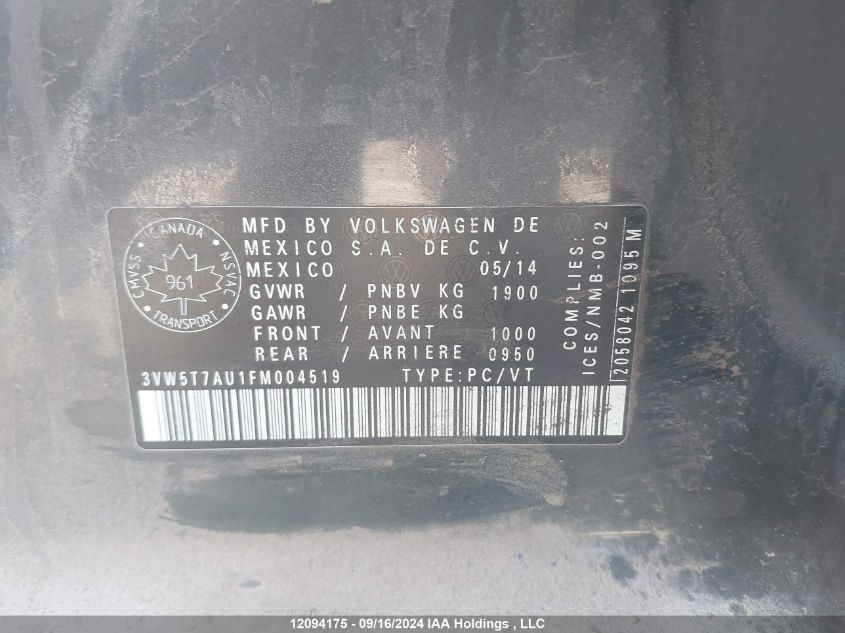 CANADA
CMVSS
NSVAC
961
TRANSPORT
MFD BY VOLKSWAGEN DE
MEXICO S.A. DE C.V.
MEXICO 05/14
GVWR / PNBV KG 1900
GAWR / PNBE KG
FRONT / AVANT 1000
REAR / ARRIERE 0950
3VW5T7AU1FM004519 TYPE:PC/VT
COMPLIES:
ICES/NMB-002
2058042 1095 M
12094175 - 09/16/2024 IAA Holdings , LLC